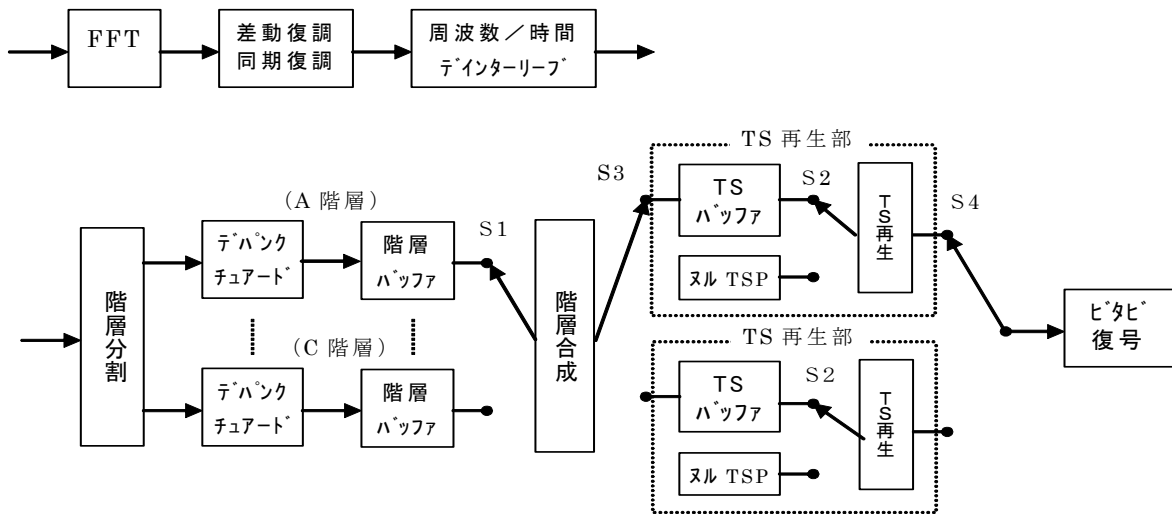 FFT
差動復調
同期復調
周波数／時間
ﾃﾞｲﾝﾀｰﾘｰﾌﾞ
TS 再生部
S3
TS
ﾊﾞｯﾌｧ
S2
TS再生
S4
ﾇﾙ TSP
(A 階層)
S1
階層分割
ﾃﾞﾊﾟﾝｸ
ﾁｭｱｰﾄﾞ
階層
ﾊﾞｯﾌｧ
階層合成
ﾋﾞﾀﾋﾞ
復号
(C 階層)
ﾃﾞﾊﾟﾝｸ
ﾁｭｱｰﾄﾞ
階層
ﾊﾞｯﾌｧ
TS 再生部
TS
ﾊﾞｯﾌｧ
S2
TS再生
ﾇﾙ TSP